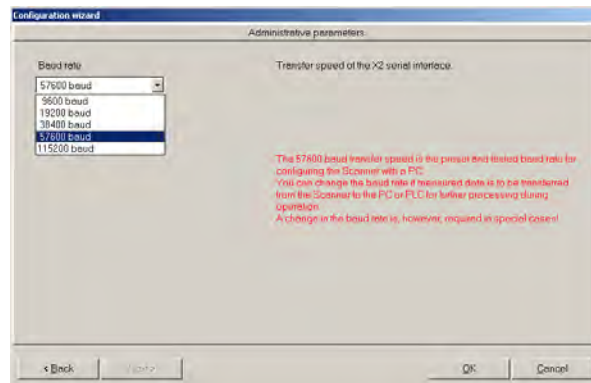 Configuration wizard
Administrative parameters
Baud rate
Transfer speed of the X2 serial interface.
57600 baud
9600 baud
19200 baud
38400 baud
57600 baud
115200 baud
The 57600 baud transfer speed is the preset and tested baud rate for
configuring the Scanner with a PC.
You can change the baud rate if measured data is to be transferred
from the Scanner to the PC or PLC for further processing during
operation.
A change in the baud rate is, however, required in special cases!
< Back
OK
Cancel